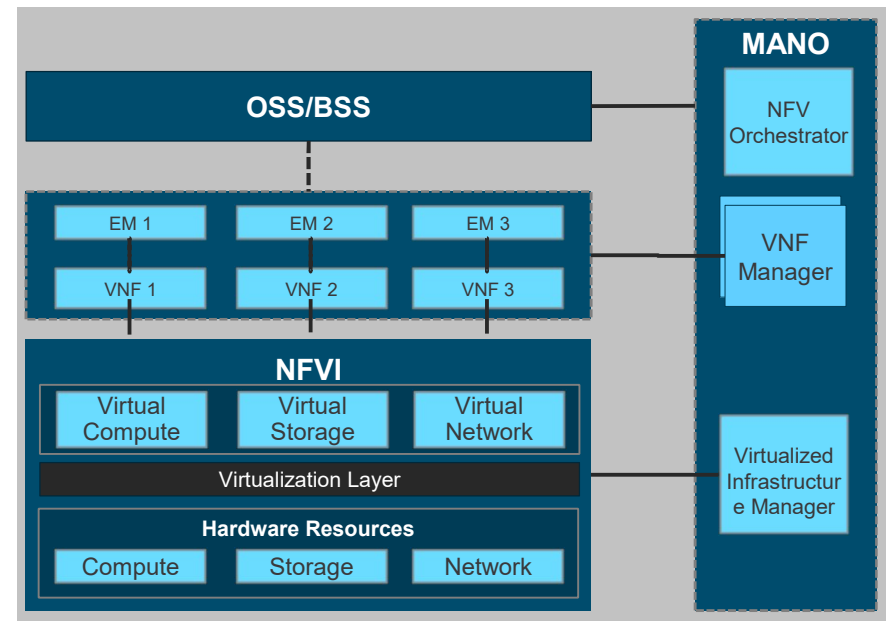 MANO
OSS/BSS
NFV
Orchestrator
EM 1
EM 2
EM 3
VNF
Manager
VNF 1
VNF 2
VNF 3
NFVI
Virtual
Compute
Virtual
Storage
Virtual
Network
Virtualization Layer
Virtualized
Infrastructur
e Manager
Hardware Resources
Compute
Storage
Network